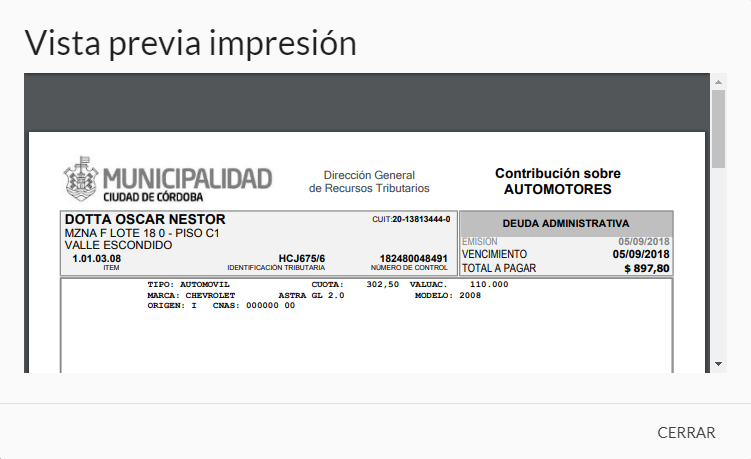 Vista previa impresión
MUNICIPALIDAD
CIUDAD DE CÓRDOBA
Dirección General
de Recursos Tributarios
Contribución sobre
AUTOMOTORES
DOTTA OSCAR NESTOR
CUIT:20-13813444-0
MZNA F LOTE 18 0 - PISO C1
VALLE ESCONDIDO
1.01.03.08 HCJ675/6 182480048491
ITEM IDENTIFICACIÓN TRIBUTARIA NÚMERO DE CONTROL
DEUDA ADMINISTRATIVA
EMISIÓN 05/09/2018
VENCIMIENTO 05/09/2018
TOTAL A PAGAR $ 897,80
TIPO: AUTOMOVIL CUOTA: 302,50 VALUAC. 110.000
MARCA: CHEVROLET ASTRA GL 2.0 MODELO: 2008
ORIGEN: I CNAS: 000000 00
CERRAR